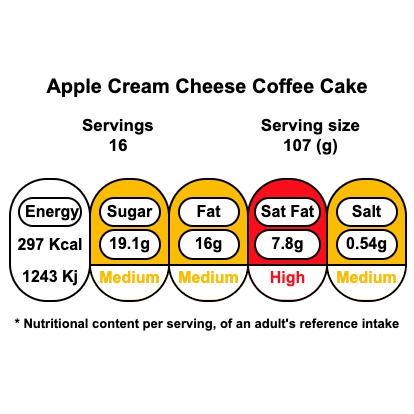 Apple Cream Cheese Coffee Cake
Servings Serving size
16 107 (g)
Energy Sugar Fat Sat Fat Salt
297 Kcal 19.1g 16g 7.8g 0.54g
1243 Kj Medium Medium High Medium
* Nutritional content per serving, of an adult's reference intake